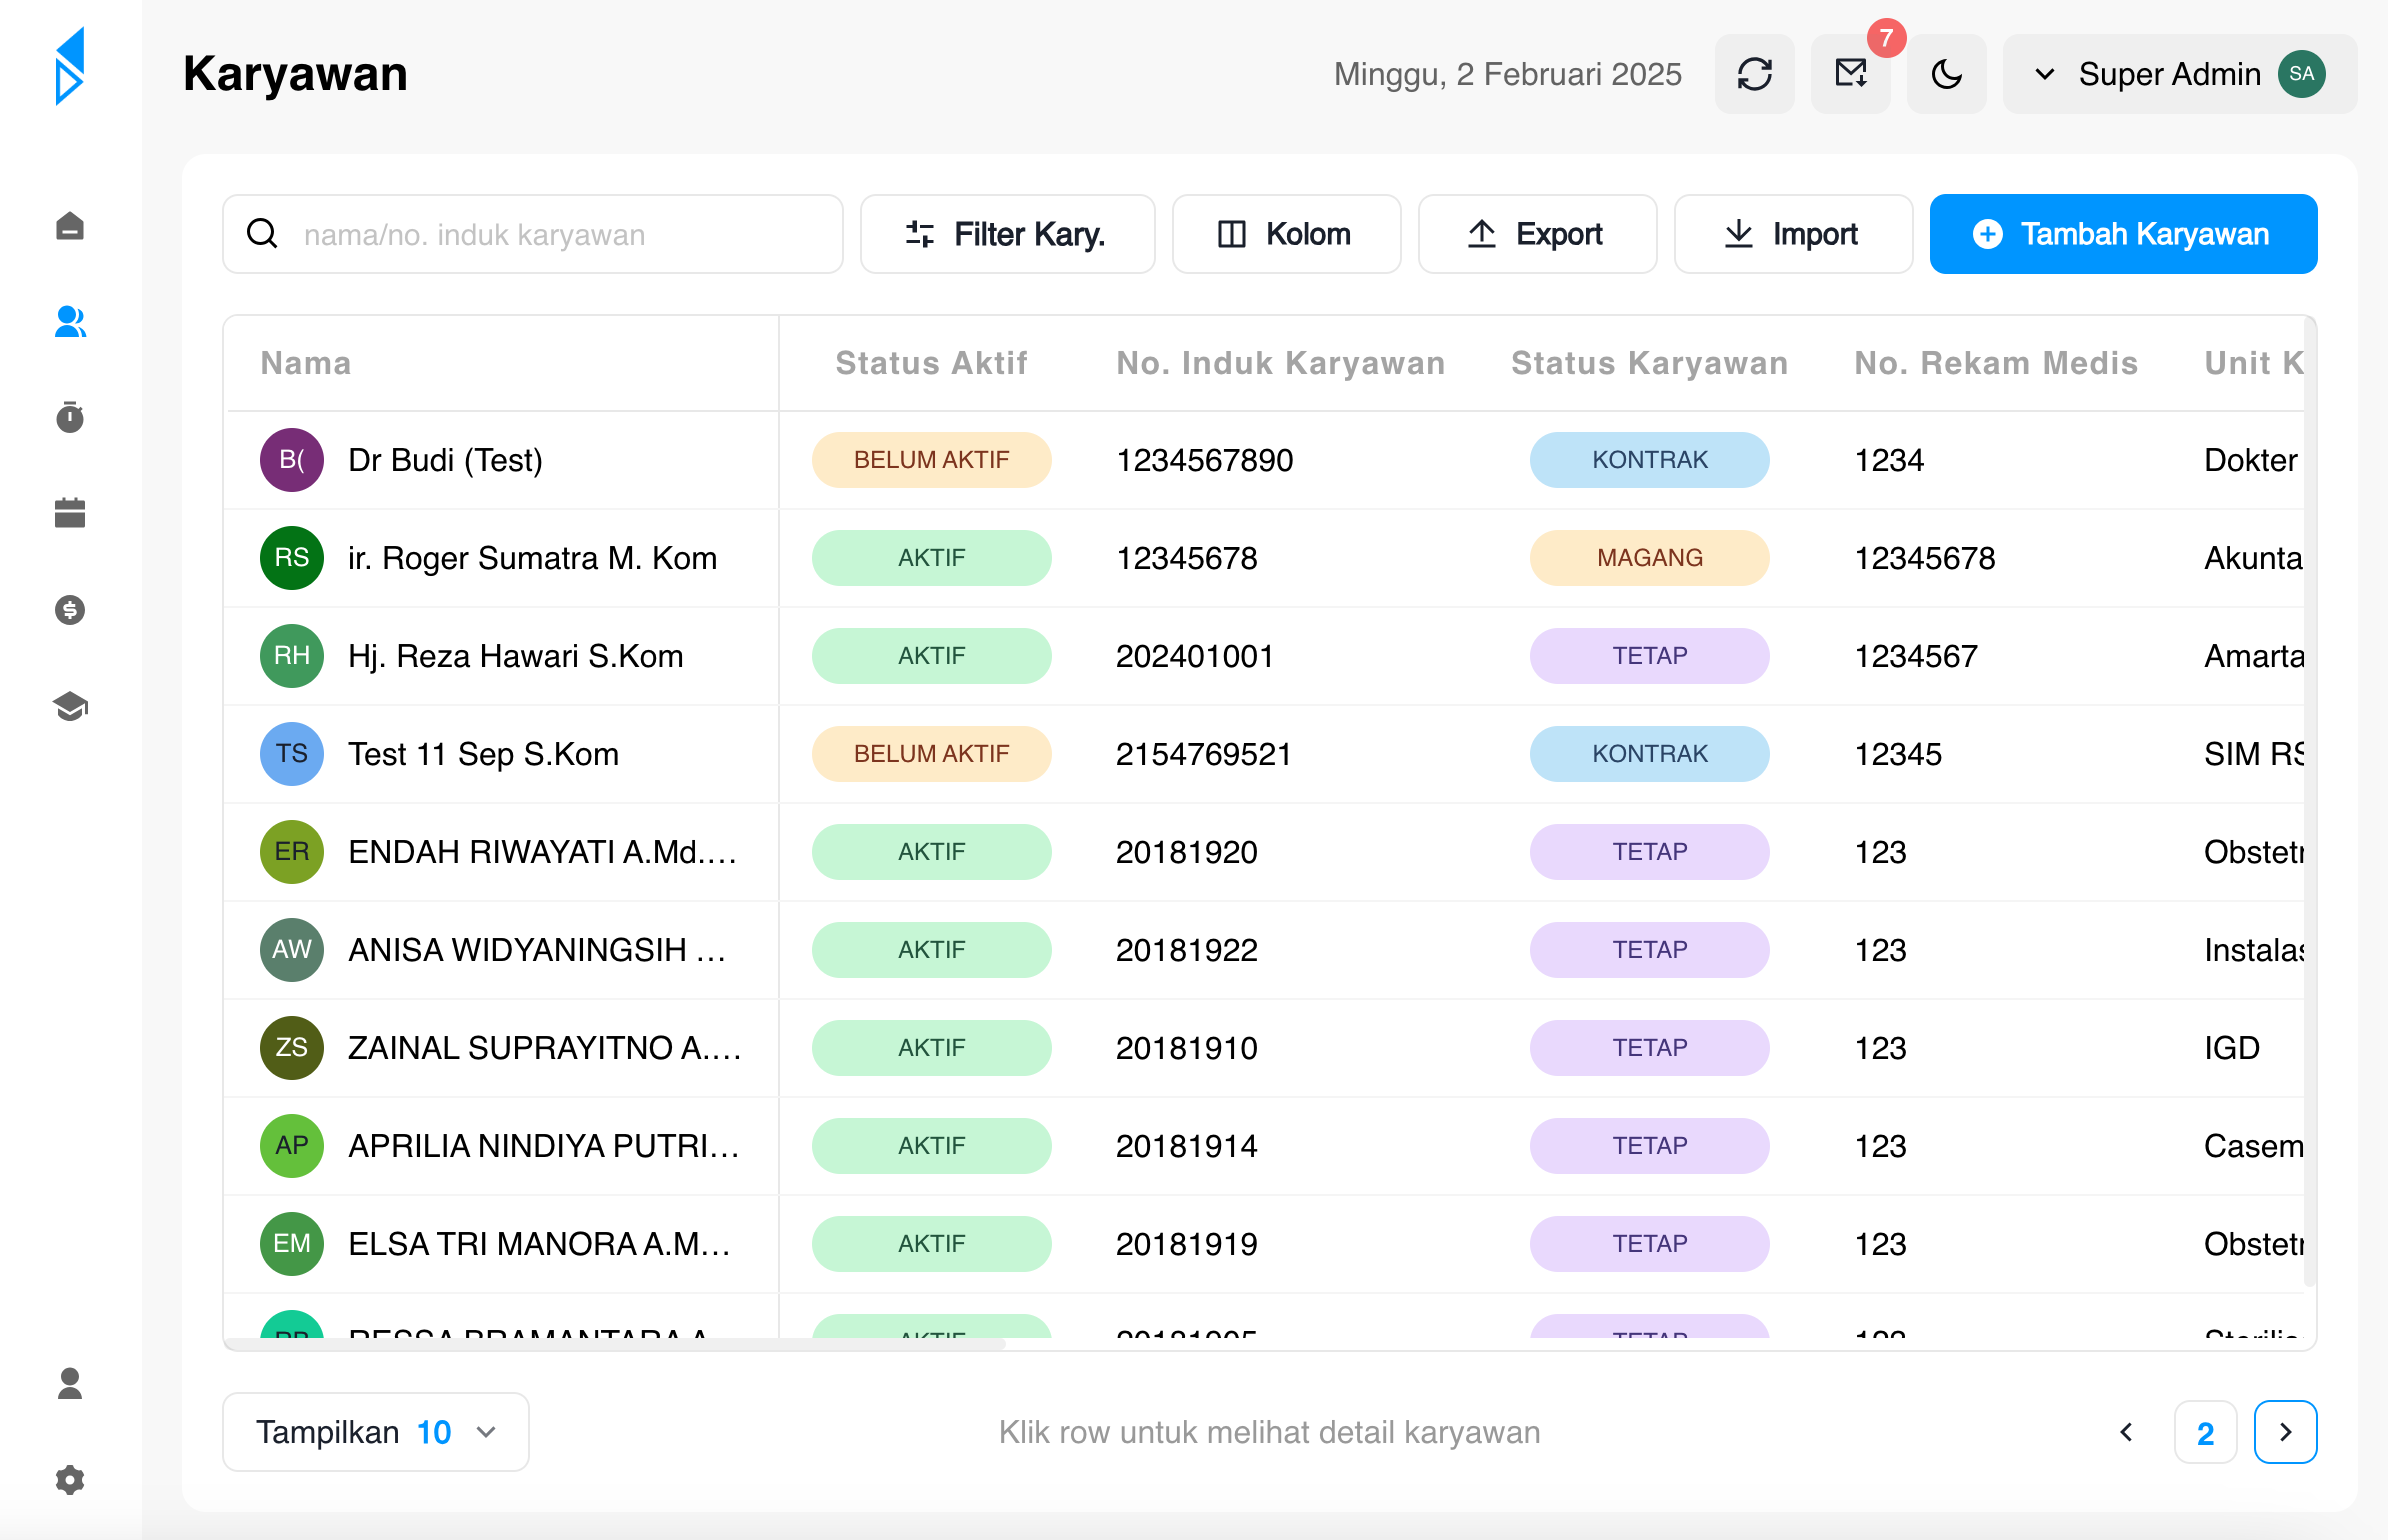 Karyawan
Minggu, 2 Februari 2025
7
Super Admin SA
nama/no. induk karyawan
Filter Kary.
Kolom
Export
Import
Tambah Karyawan
Nama Status Aktif No. Induk Karyawan Status Karyawan No. Rekam Medis Unit K
B( Dr Budi (Test) BELUM AKTIF 1234567890 KONTRAK 1234 Dokter
RS ir. Roger Sumatra M. Kom AKTIF 12345678 MAGANG 12345678 Akunta
RH Hj. Reza Hawari S.Kom AKTIF 202401001 TETAP 1234567 Amarta
TS Test 11 Sep S.Kom BELUM AKTIF 2154769521 KONTRAK 12345 SIM RS
ER ENDAH RIWAYATI A.Md.... AKTIF 20181920 TETAP 123 Obstetr
AW ANISA WIDYANINGSIH ... AKTIF 20181922 TETAP 123 Instalas
ZS ZAINAL SUPRAYITNO A.... AKTIF 20181910 TETAP 123 IGD
AP APRILIA NINDIYA PUTRI... AKTIF 20181914 TETAP 123 Casem
EM ELSA TRI MANORA A.M... AKTIF 20181919 TETAP 123 Obstetr
AKTIF 20181905 TETAP 123
Tampilkan 10
Klik row untuk melihat detail karyawan
2